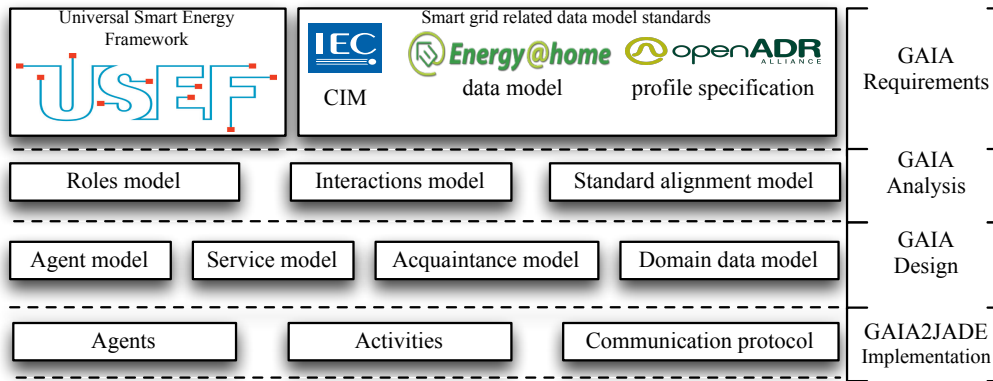 Universal Smart Energy
Framework
USEF
Smart grid related data model standards
IEC
CIM
Energy@home
data model
openADR
ALLIANCE
profile specification
GAIA
Requirements
Roles model
Interactions model
Standard alignment model
GAIA
Analysis
Agent model
Service model
Acquaintance model
Domain data model
GAIA
Design
Agents
Activities
Communication protocol
GAIA2JADE
Implementation